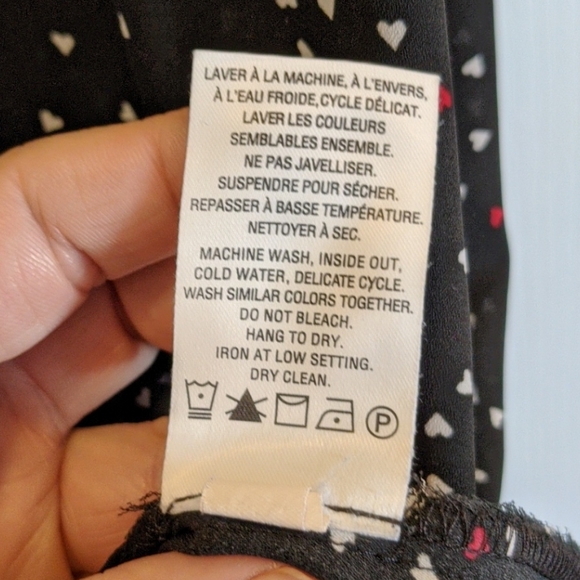 LAVER À LA MACHINE, À L'ENVERS,
À L'EAU FROIDE,CYCLE DÉLICAT.
LAVER LES COULEURS
SEMBLABLES ENSEMBLE.
NE PAS JAVELLISER.
SUSPENDRE POUR SÉCHER.
REPASSER À BASSE TEMPÉRATURE.
NETTOYER À SEC.
MACHINE WASH, INSIDE OUT,
COLD WATER, DELICATE CYCLE.
WASH SIMILAR COLORS TOGETHER.
DO NOT BLEACH.
HANG TO DRY.
IRON AT LOW SETTING.
DRY CLEAN.
P